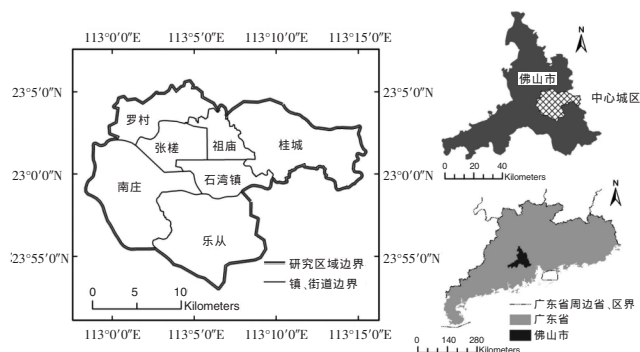 113°0′0″ 113°5′0″ 113°10′0″ 113°15′0″
N
23°5′0″N
23°5′0″N
罗村
张槎
祖庙
桂城
23°0′0″N
23°0′0″N
南庄
石湾镇
乐从
23°55′0″N
23°55′0″N
研究区域边界
镇、街道边界
0 5 10
Kilometers
113°0′0″ 113°5′0″ 113°10′0″ 113°15′0″
佛山市
中心城区
0 20 40
Kilometers
N
广东省周边省、区界
广东省
佛山市
0 140 280
Kilometers